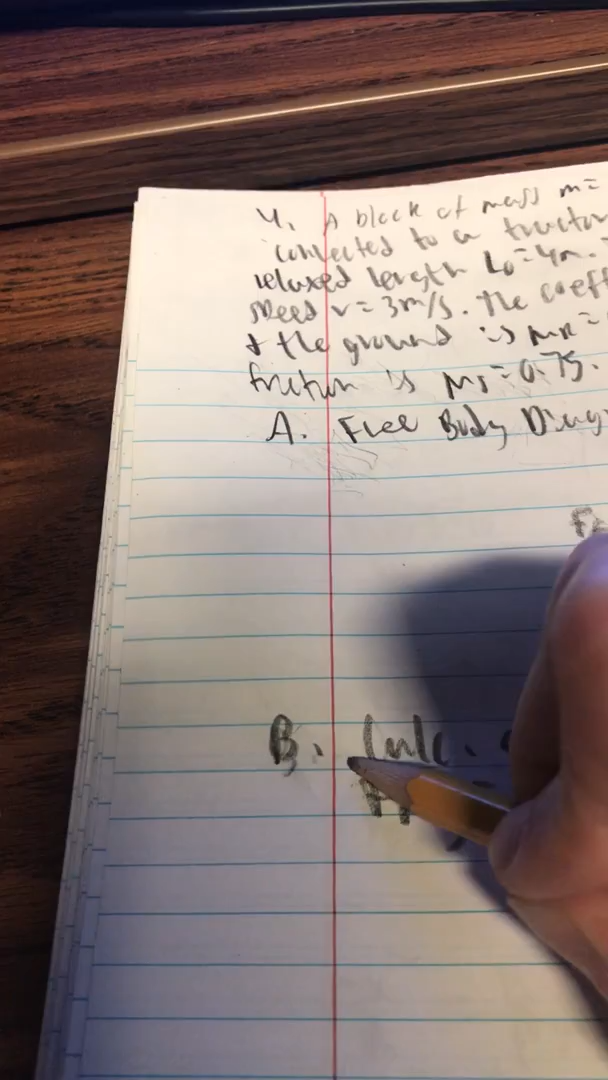 4. A block of mass m=
connected to a
relaxed length L₀=4m.
speed v=3m/s. The coeff
& the ground is μk=
friction is μs=0.75.
A. Free Body Diag
B. Calc.